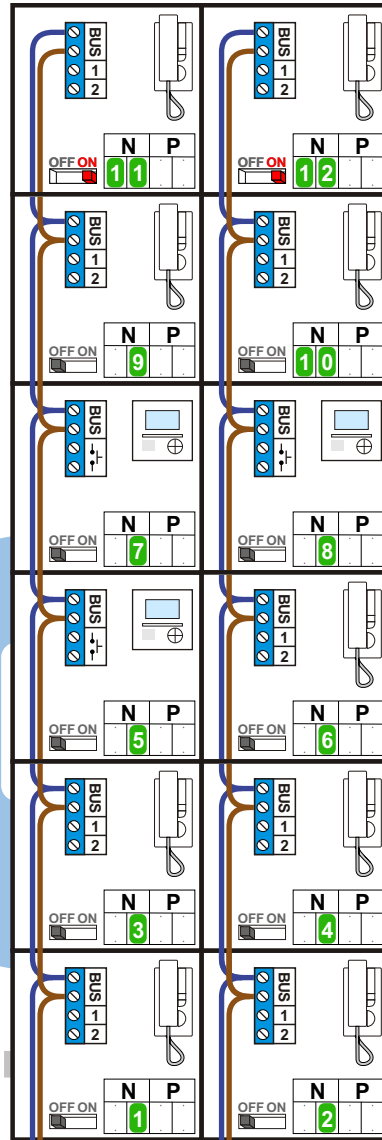 BUS BUS
1 1
2 2
N P N P
OFF ON OFF ON
1 1 1 2
BUS BUS
1 1
2 2
N P N P
OFF ON OFF ON
9 1 0
BUS BUS
N P N P
OFF ON OFF ON
7 8
BUS BUS
1
2
N P N P
OFF ON OFF ON
5 6
BUS BUS
1 1
2 2
N P N P
OFF ON OFF ON
3 4
BUS BUS
1 1
2 2
N P N P
OFF ON OFF ON
1 2